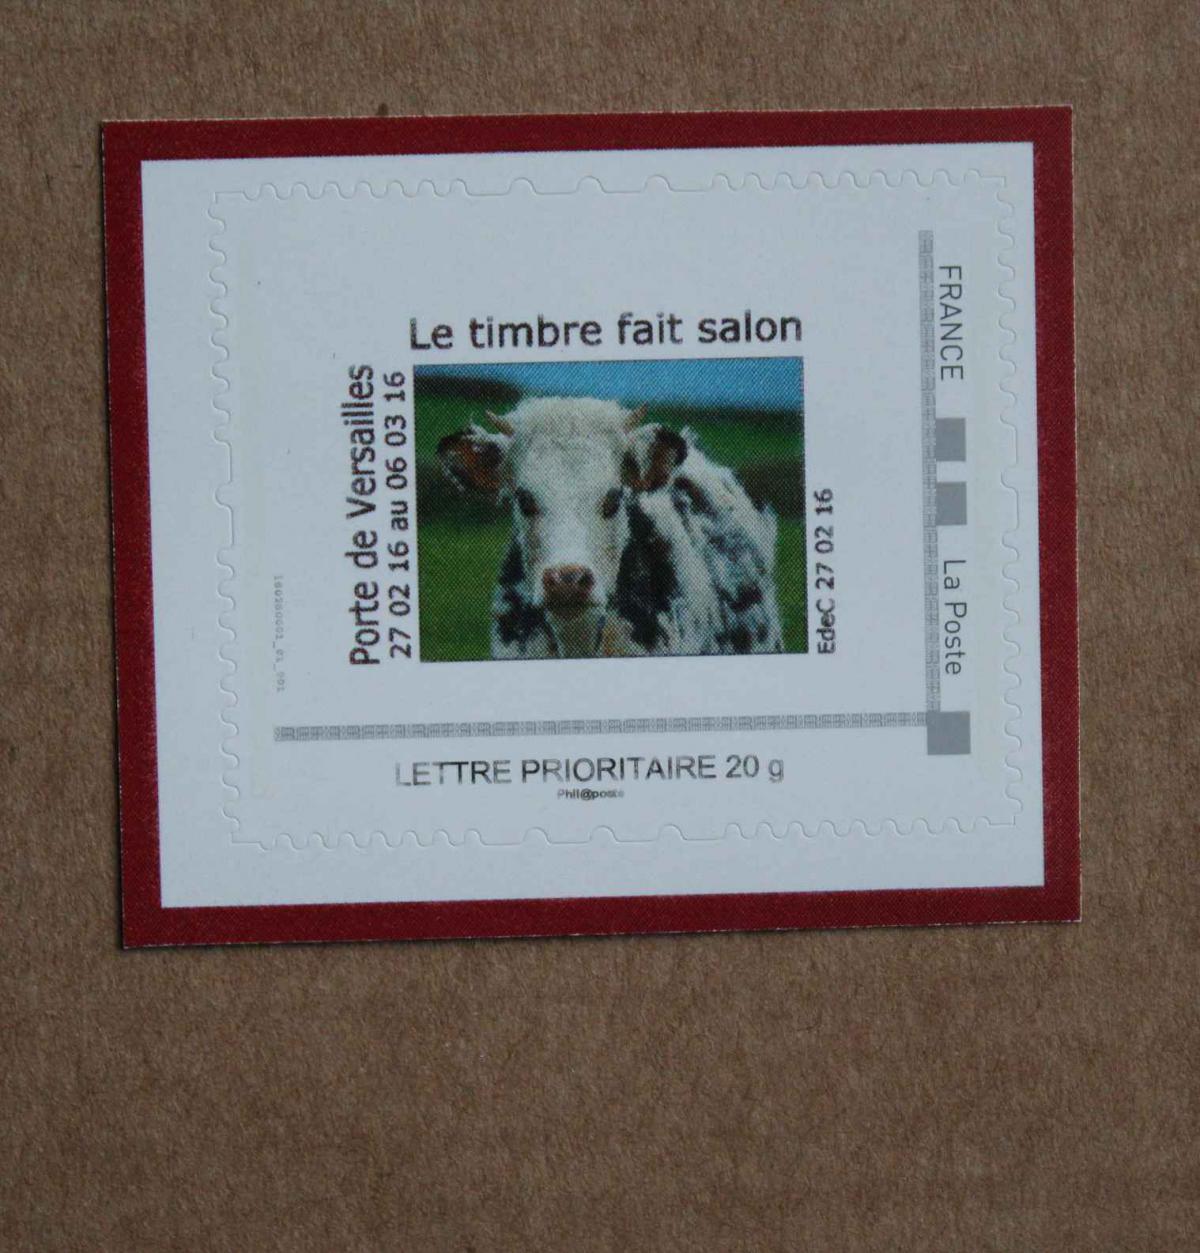 Le timbre fait salon
Porte de Versailles
27 02 16 au 06 03 16
EdeC 27 02 16
FRANCE
La Poste
LETTRE PRIORITAIRE 20 g
Phil@poste